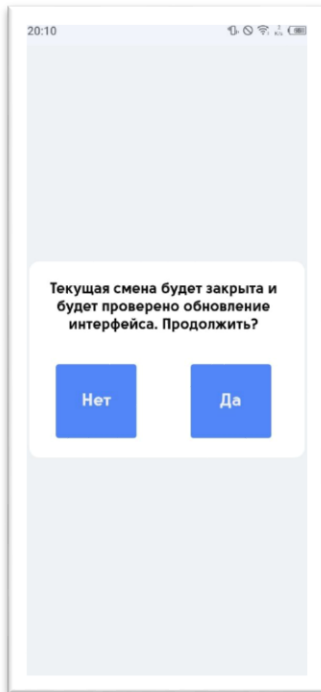 20:10
Текущая смена будет закрыта и
будет проверено обновление
интерфейса. Продолжить?
Нет
Да